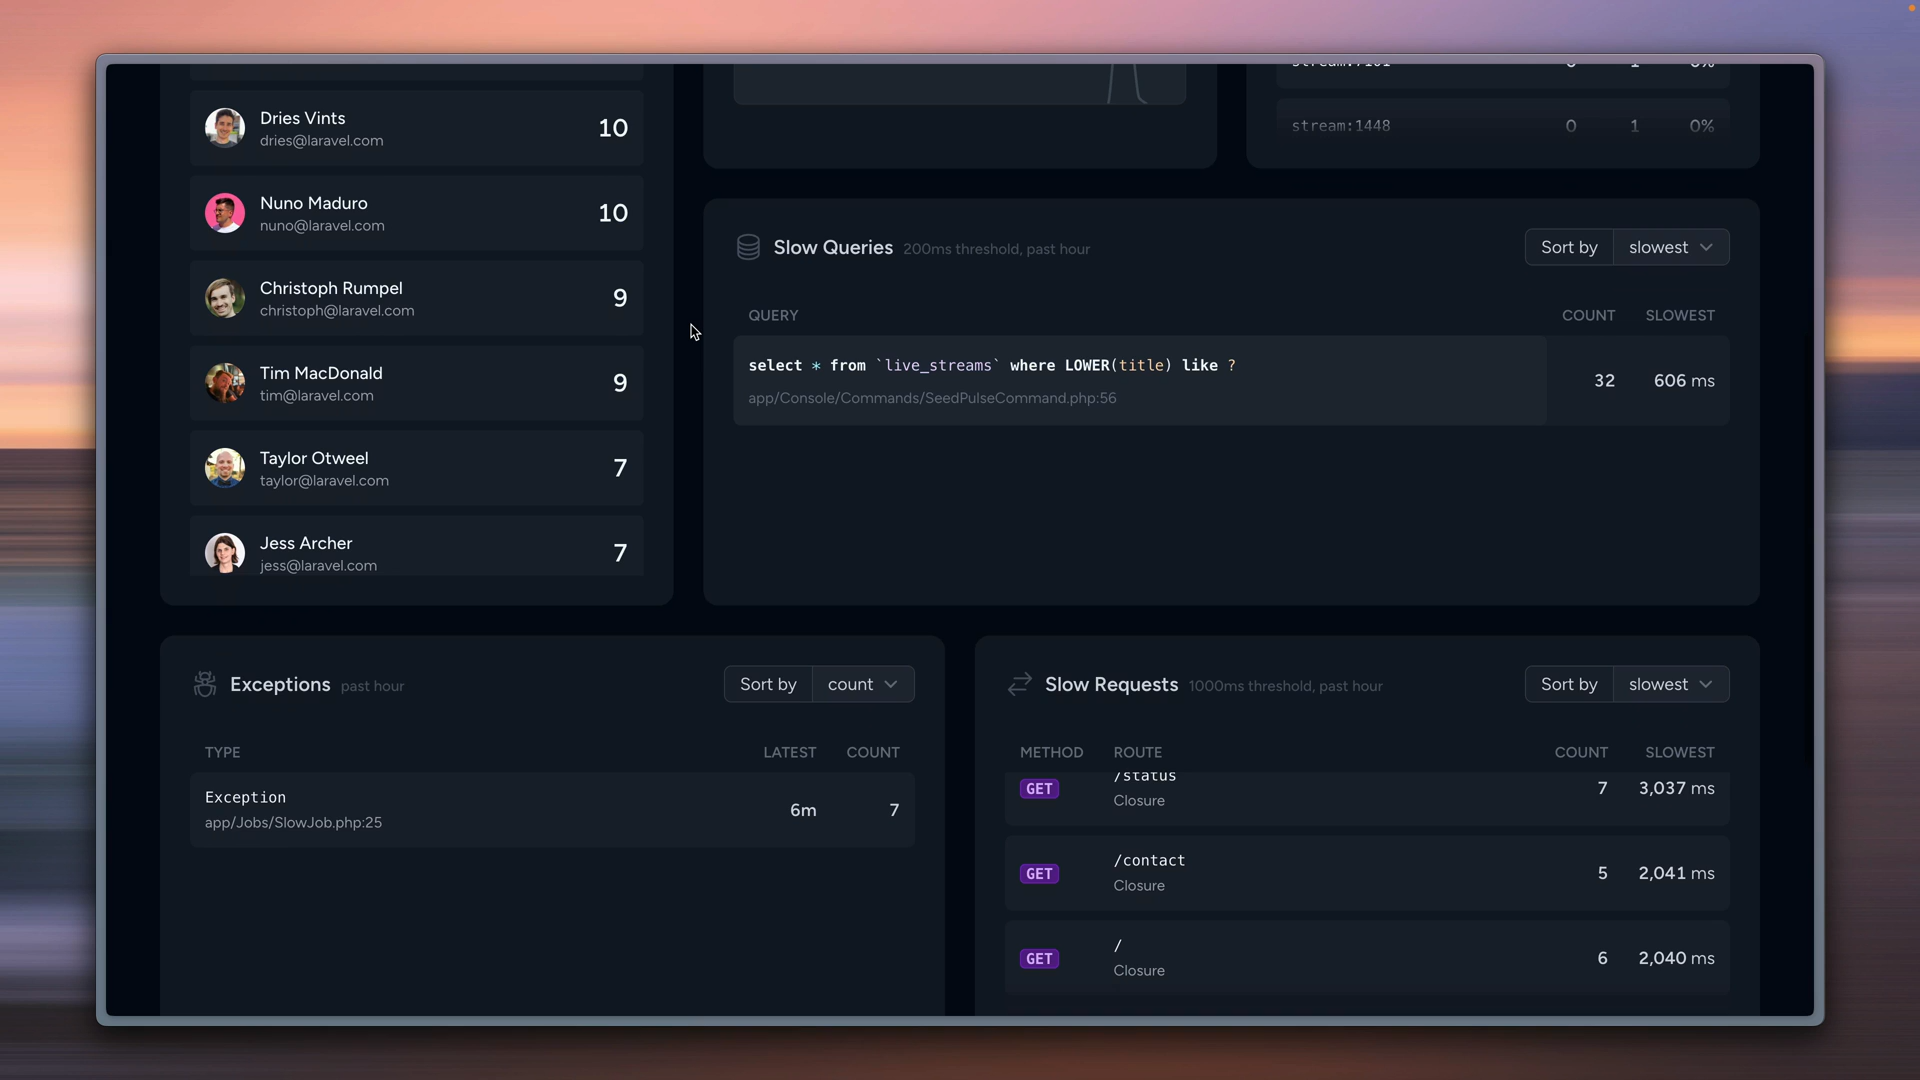 Dries Vints
dries@laravel.com
10
Nuno Maduro
nuno@laravel.com
10
Christoph Rumpel
christoph@laravel.com
9
Tim MacDonald
tim@laravel.com
9
Taylor Otweel
taylor@laravel.com
7
Jess Archer
jess@laravel.com
7
stream:1448 0 1 0%
Slow Queries 200ms threshold, past hour
Sort by slowest
QUERY COUNT SLOWEST
select * from `live_streams` where LOWER(title) like ?
app/Console/Commands/SeedPulseCommand.php:56
32 606 ms
Exceptions past hour
Sort by count
TYPE LATEST COUNT
Exception
app/Jobs/SlowJob.php:25
6m 7
Slow Requests 1000ms threshold, past hour
Sort by slowest
METHOD ROUTE COUNT SLOWEST
GET /status
Closure
7 3,037 ms
GET /contact
Closure
5 2,041 ms
GET /
Closure
6 2,040 ms